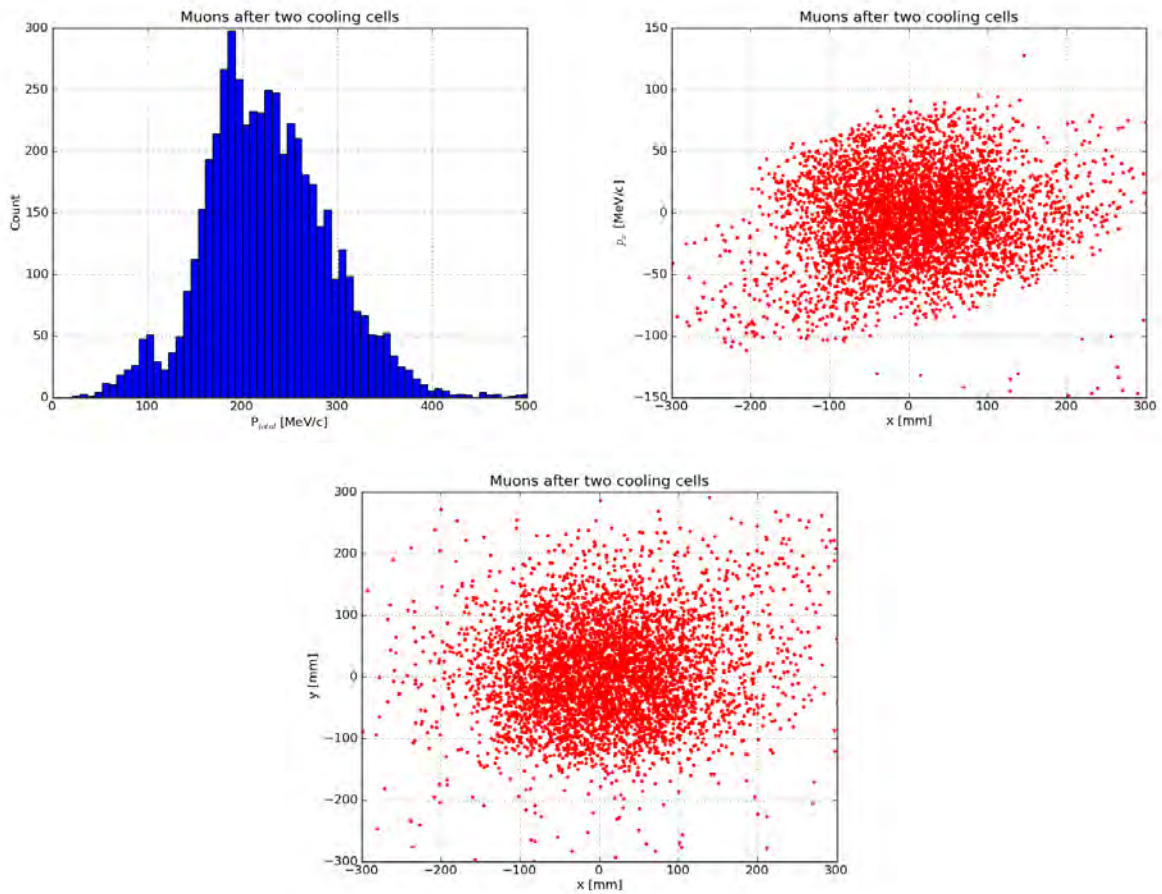 Muons after two cooling cells
300
250
200
150
100
50
0
Count
0 100 200 300 400 500
P_total [MeV/c]
Muons after two cooling cells
150
100
50
0
−50
−100
−150
p_x [MeV/c]
−300 −200 −100 0 100 200 300
x [mm]
Muons after two cooling cells
300
200
100
0
−100
−200
−300
y [mm]
−300 −200 −100 0 100 200 300
x [mm]